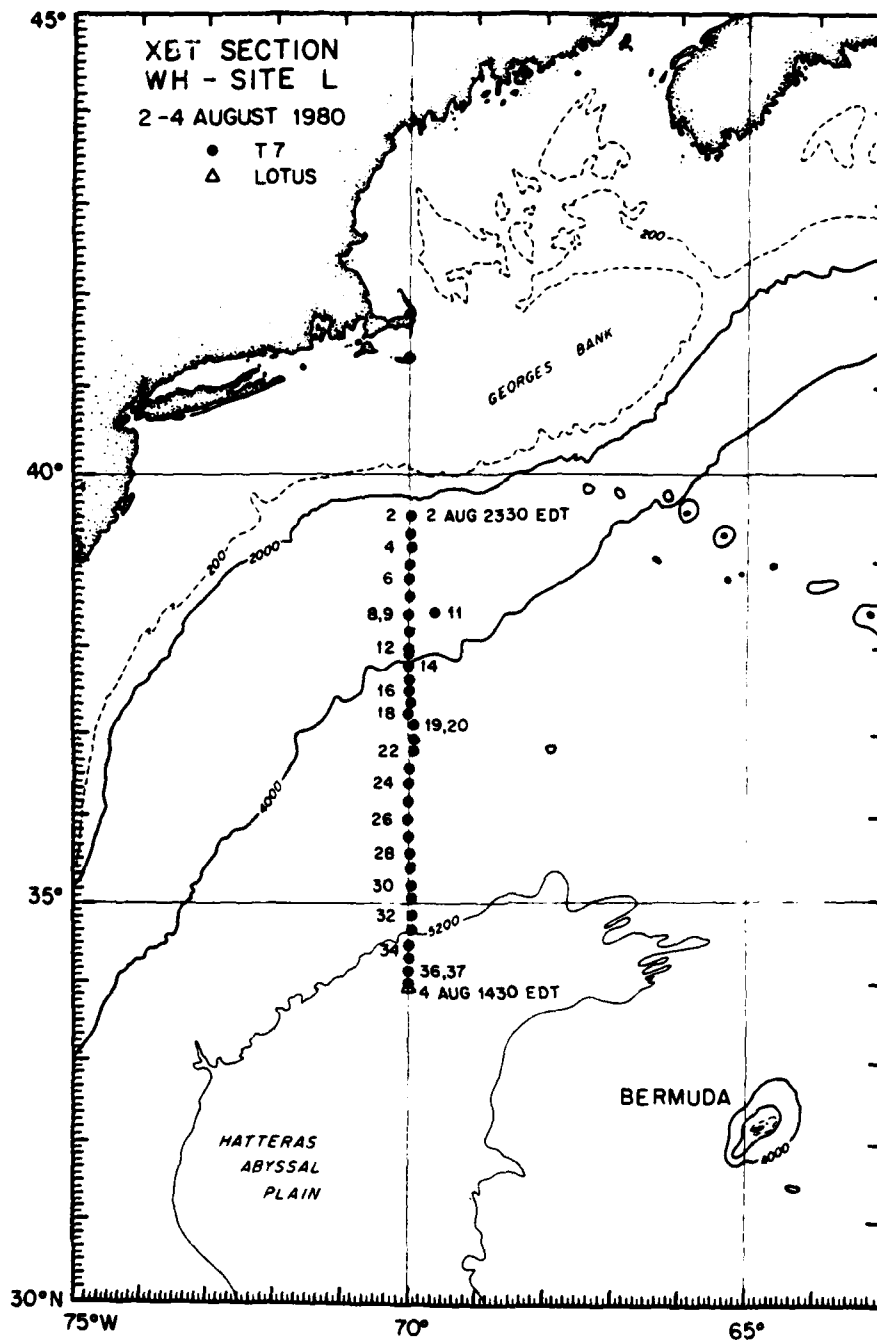 45°
XBT SECTION
WH - SITE L
2-4 AUGUST 1980
● T7
△ LOTUS
200
GEORGES BANK
40°
2 2 AUG 2330 EDT
4
200
2000
6
8,9 11
12
14
16
18
19,20
22
24
4000
26
28
30
35°
32
5200
34
36,37
4 AUG 1430 EDT
BERMUDA
4000
HATTERAS
ABYSSAL
PLAIN
30°N
75°W 70° 65°